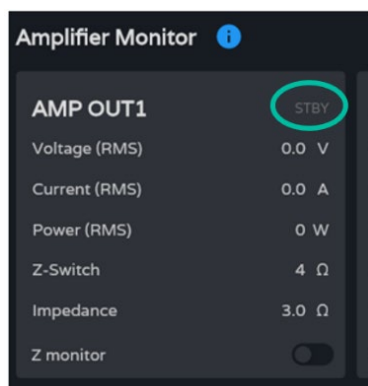 Amplifier Monitor i
AMP OUT1 STBY
Voltage (RMS) 0.0 V
Current (RMS) 0.0 A
Power (RMS) 0 W
Z-Switch 4 Ω
Impedance 3.0 Ω
Z monitor